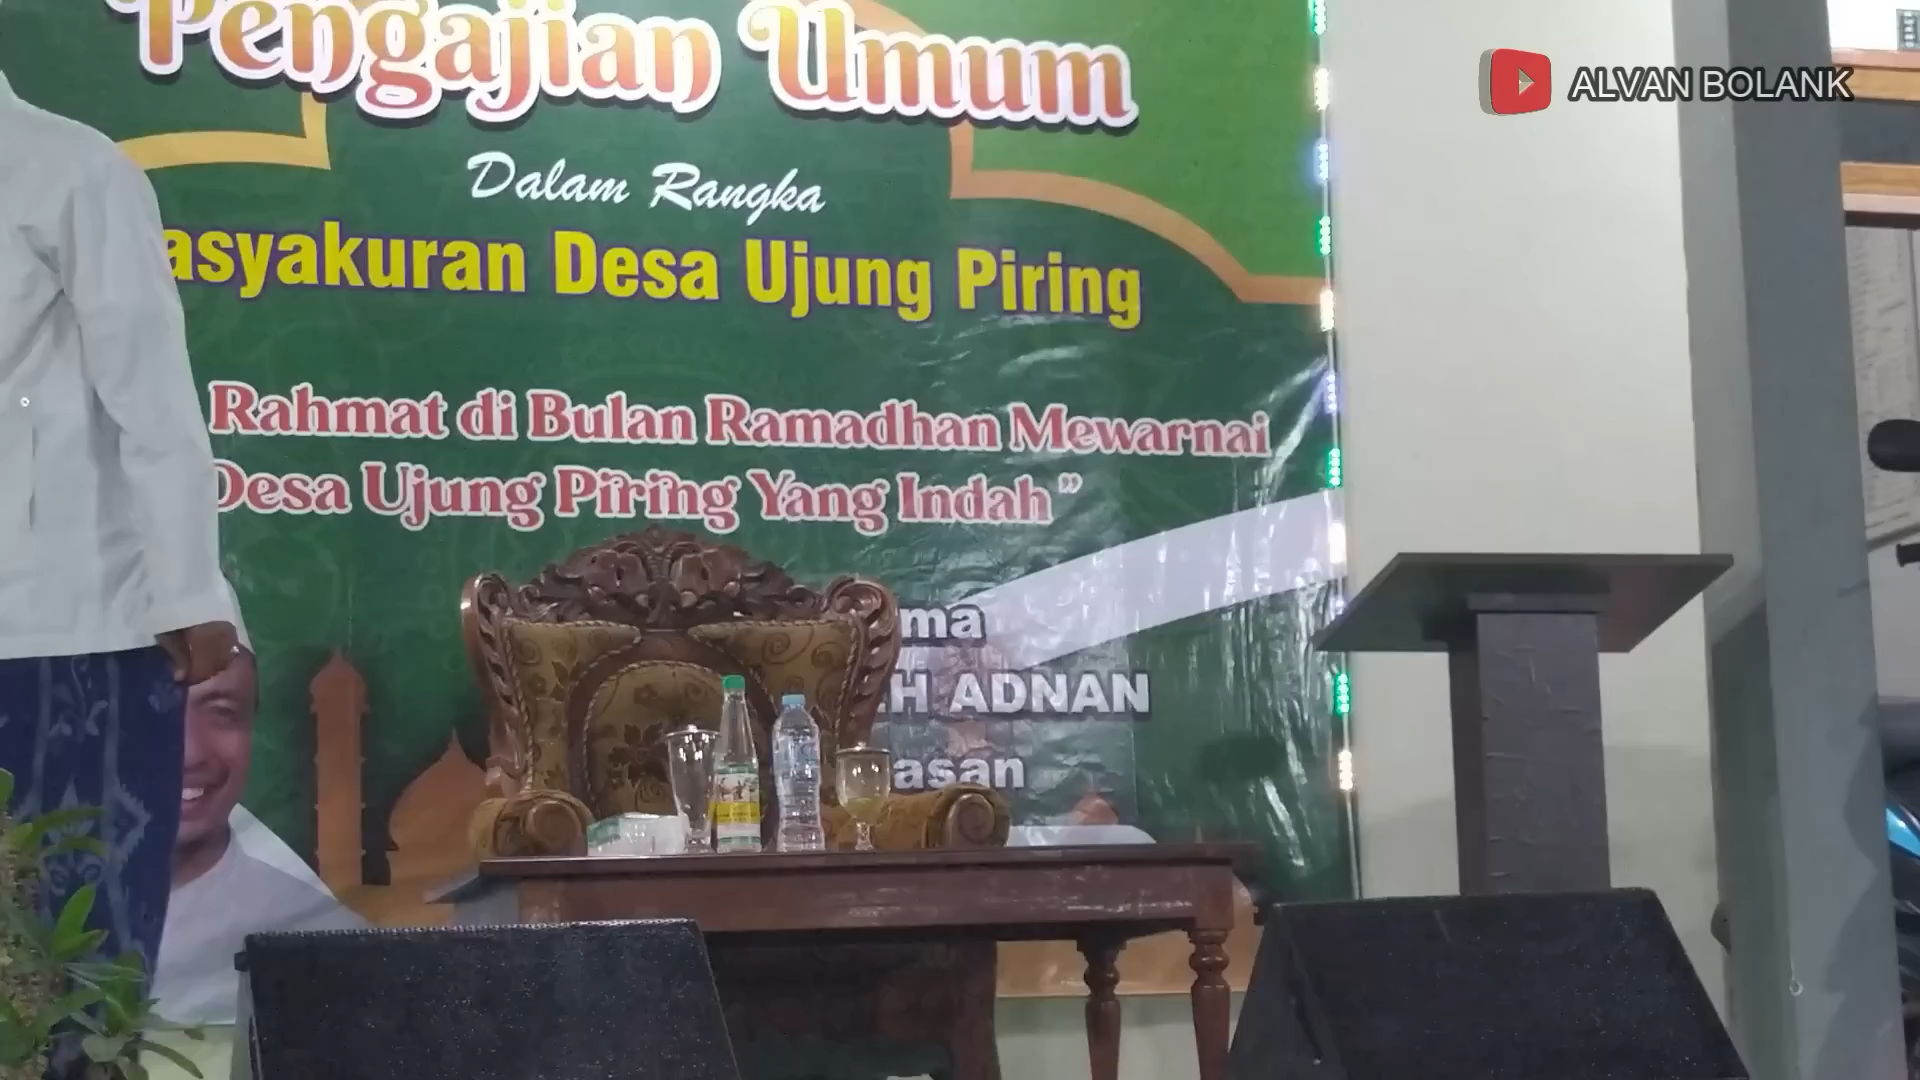 Pengajian Umum
ALVAN BOLANK
Dalam Rangka
asyakuran Desa Ujung Piring
Rahmat di Bulan Ramadhan Mewarnai
Desa Ujung Piring Yang Indah"
ma
H ADNAN
asan